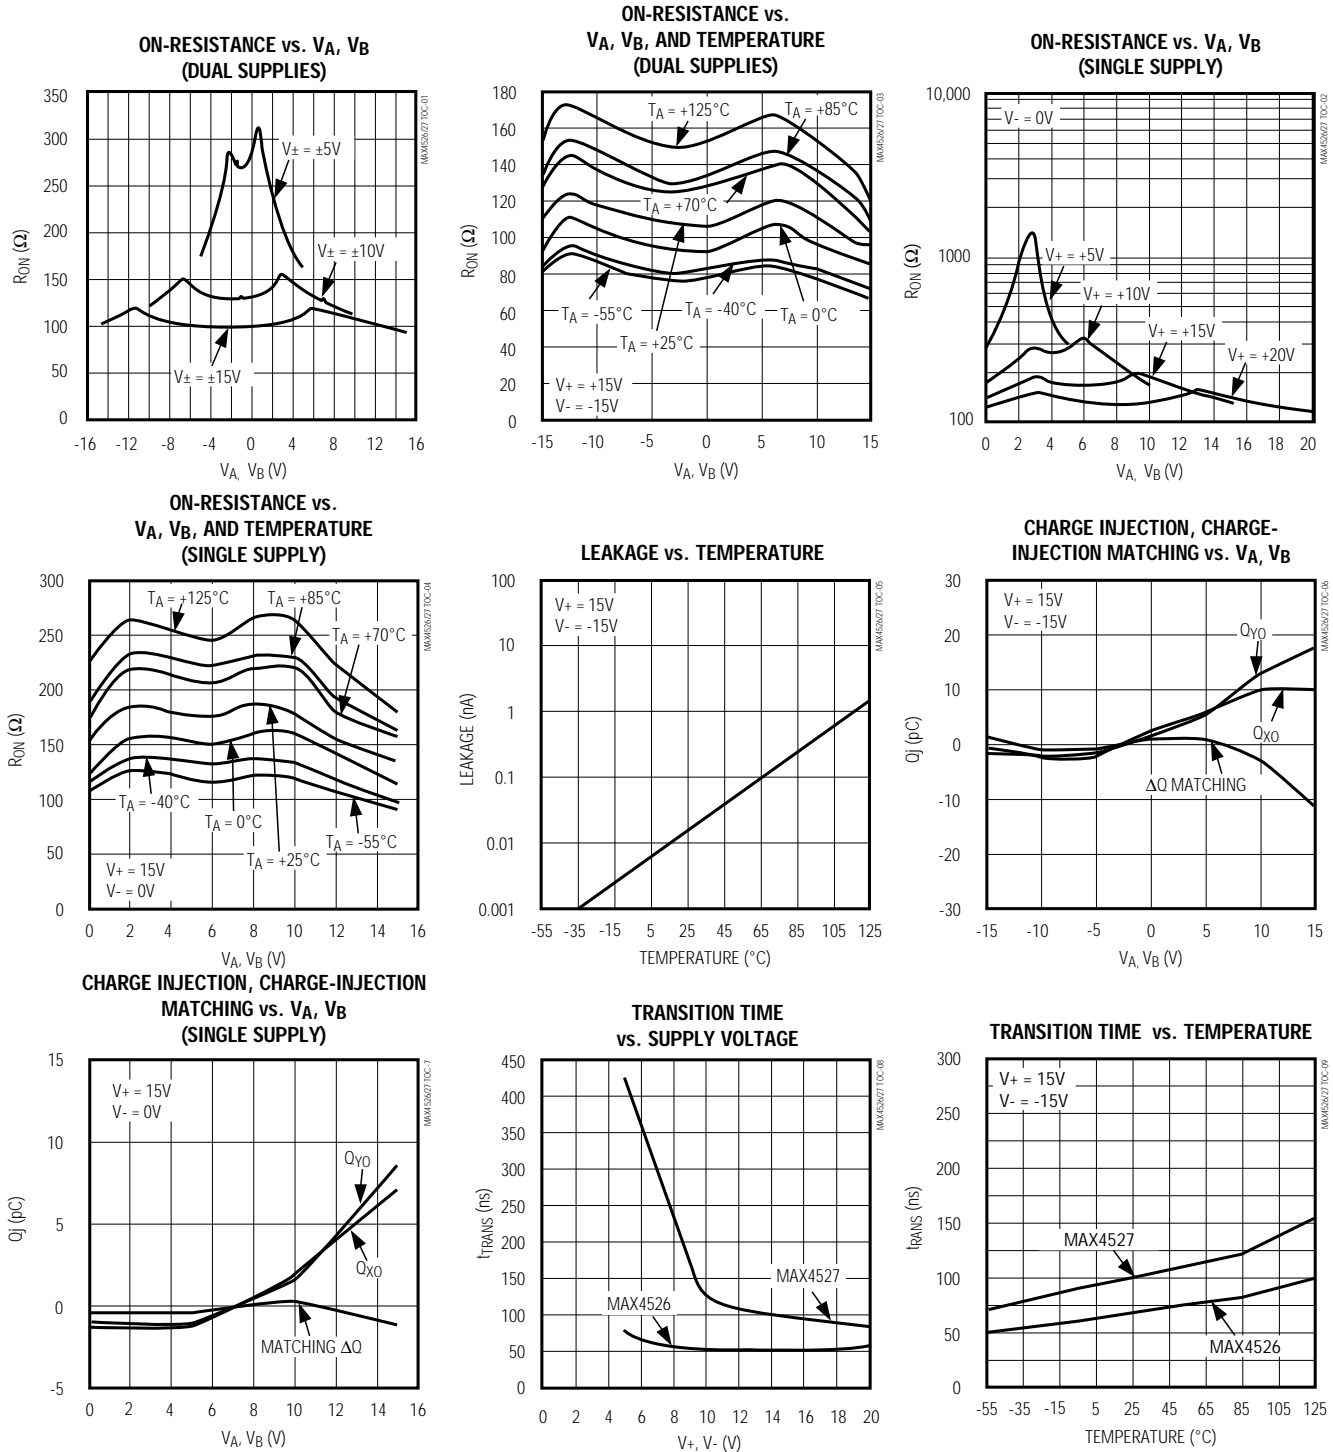 ON-RESISTANCE vs. VA, VB
(DUAL SUPPLIES)
MAX4526/27 TOC-01
350
300
250
200
150
100
50
0
RON (Ω)
V± = ±5V
V± = ±10V
V± = ±15V
-16 -12 -8 -4 0 4 8 12 16
VA, VB (V)
ON-RESISTANCE vs.
VA, VB, AND TEMPERATURE
(DUAL SUPPLIES)
MAX4526/27 TOC-03
180
160
140
120
100
80
60
40
20
0
RON (Ω)
TA = +125°C
TA = +85°C
TA = +70°C
TA = -55°C
TA = -40°C
TA = 0°C
TA = +25°C
V+ = +15V
V- = -15V
-15 -10 -5 0 5 10 15
VA, VB (V)
ON-RESISTANCE vs. VA, VB
(SINGLE SUPPLY)
MAX4526/27 TOC-02
10,000
1000
100
RON (Ω)
V- = 0V
V+ = +5V
V+ = +10V
V+ = +15V
V+ = +20V
0 2 4 6 8 10 12 14 16 18 20
VA, VB (V)
ON-RESISTANCE vs.
VA, VB, AND TEMPERATURE
(SINGLE SUPPLY)
MAX4526/27 TOC-04
300
250
200
150
100
50
0
RON (Ω)
TA = +125°C
TA = +85°C
TA = +70°C
TA = -40°C
TA = 0°C
TA = -55°C
TA = +25°C
V+ = 15V
V- = 0V
0 2 4 6 8 10 12 14 16
VA, VB (V)
LEAKAGE vs. TEMPERATURE
MAX4526/27 TOC-05
100
10
1
0.1
0.01
0.001
LEAKAGE (nA)
V+ = 15V
V- = -15V
-55 -35 -15 5 25 45 65 85 105 125
TEMPERATURE (°C)
CHARGE INJECTION, CHARGE-
INJECTION MATCHING vs. VA, VB
MAX4526/27 TOC-06
30
20
10
0
-10
-20
-30
Qj (pC)
V+ = 15V
V- = -15V
QYO
QXO
ΔQ MATCHING
-15 -10 -5 0 5 10 15
VA, VB (V)
CHARGE INJECTION, CHARGE-INJECTION
MATCHING vs. VA, VB
(SINGLE SUPPLY)
MAX4526/27 TOC-7
15
10
5
0
-5
Qj (pC)
V+ = 15V
V- = 0V
QYO
QXO
MATCHING ΔQ
0 2 4 6 8 10 12 14 16
VA, VB (V)
TRANSITION TIME
vs. SUPPLY VOLTAGE
MAX4526/27 TOC-08
450
400
350
300
250
200
150
100
50
0
tTRANS (ns)
MAX4527
MAX4526
0 2 4 6 8 10 12 14 16 18 20
V+, V- (V)
TRANSITION TIME vs. TEMPERATURE
MAX4526/27 TOC-09
300
250
200
150
100
50
0
tRANS (ns)
V+ = 15V
V- = -15V
MAX4527
MAX4526
-55 -35 -15 5 25 45 65 85 105 125
TEMPERATURE (°C)